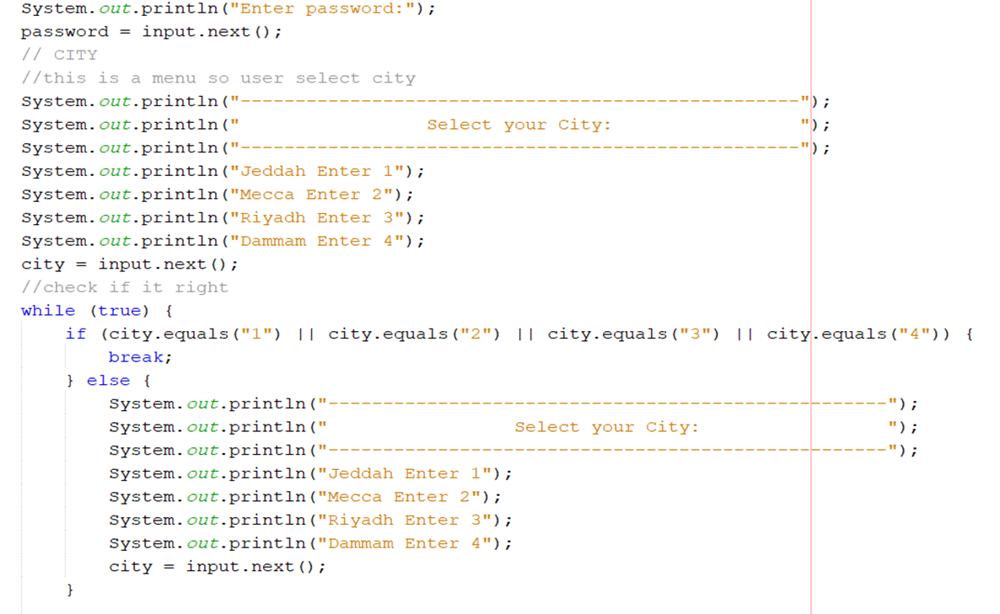 System.out.println("Enter password:");
password = input.next();
// CITY
//this is a menu so user select city
System.out.println("---------------------------------------------------");
System.out.println("                 Select your City:                 ");
System.out.println("---------------------------------------------------");
System.out.println("Jeddah Enter 1");
System.out.println("Mecca Enter 2");
System.out.println("Riyadh Enter 3");
System.out.println("Dammam Enter 4");
city = input.next();
//check if it right
while (true) {
    if (city.equals("1") || city.equals("2") || city.equals("3") || city.equals("4")) {
        break;
    } else {
        System.out.println("---------------------------------------------------");
        System.out.println("                 Select your City:                 ");
        System.out.println("---------------------------------------------------");
        System.out.println("Jeddah Enter 1");
        System.out.println("Mecca Enter 2");
        System.out.println("Riyadh Enter 3");
        System.out.println("Dammam Enter 4");
        city = input.next();
    }